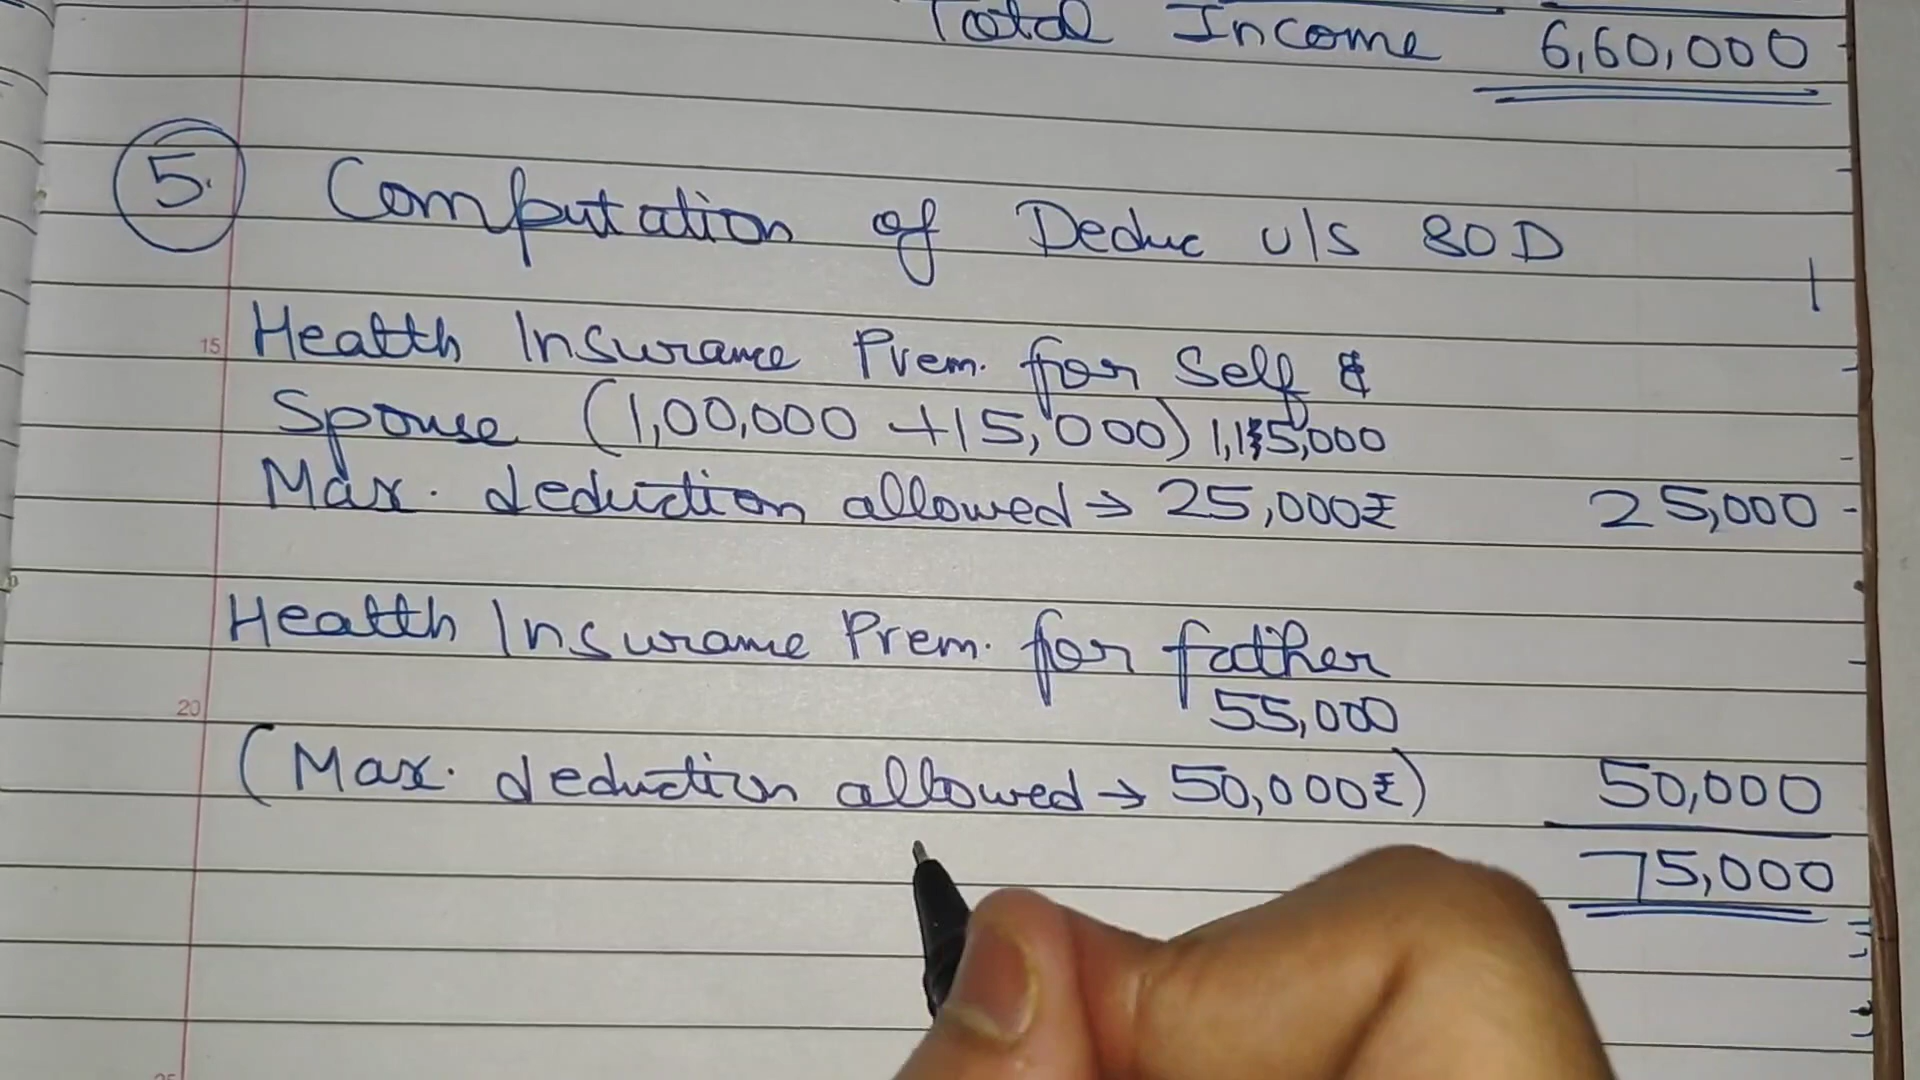 Total Income 6,60,000
5. Computation of Deduc u/s 80D
15 Health Insurance Prem. for Self &
Spouse (1,00,000 + 15,000) 1,15,000
Max. deduction allowed → 25,000₹ 25,000
Health Insurance Prem. for father
20 55,000
(Max. deduction allowed → 50,000₹) 50,000
75,000